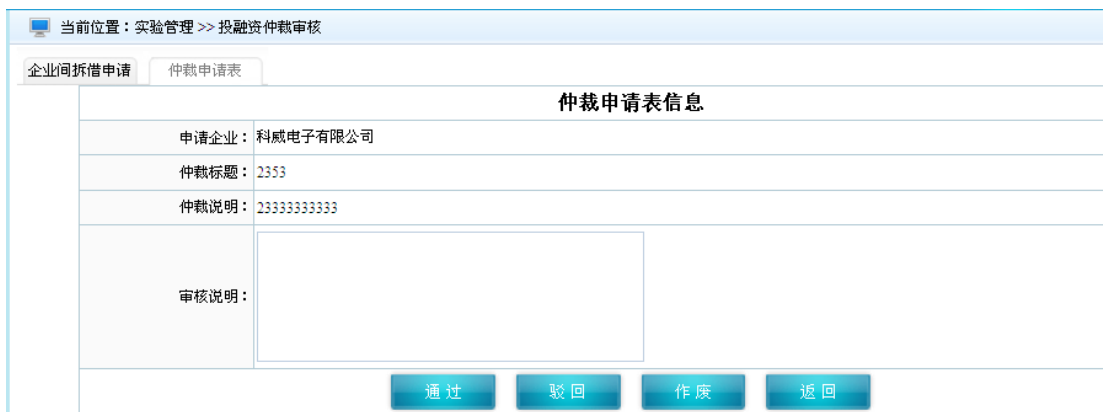 当前位置：实验管理 >> 投融资仲裁审核
企业间拆借申请 仲裁申请表
仲裁申请表信息
申请企业： 科威电子有限公司
仲裁标题： 2353
仲裁说明： 23333333333
审核说明：
通过 驳回 作废 返回